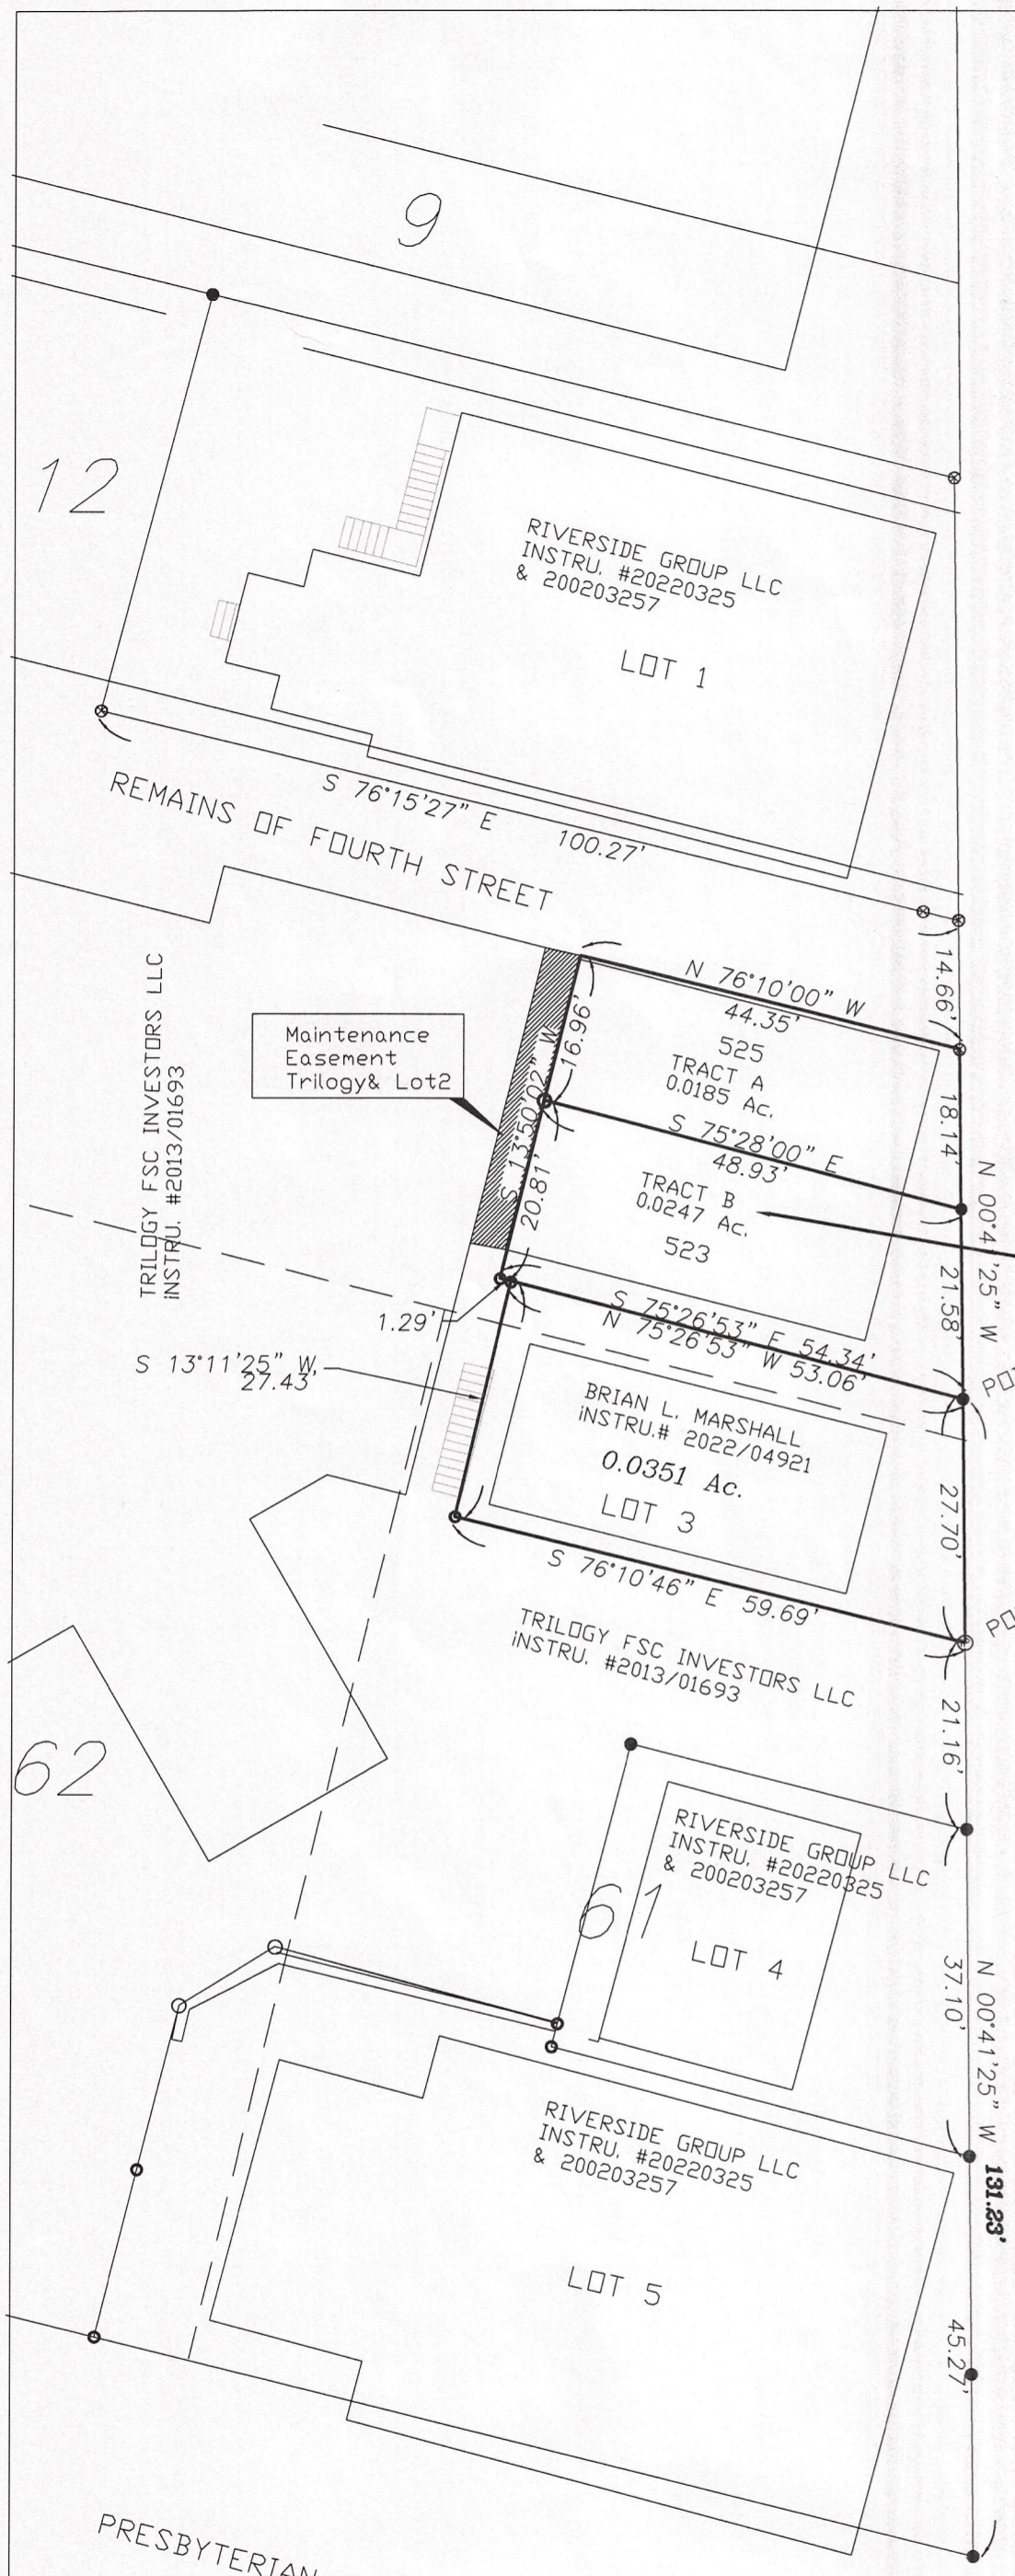 9
12
RIVERSIDE GROUP LLC
INSTRU. #20220325
& 200203257
LOT 1
S 76°15'27" E 100.27'
REMAINS OF FOURTH STREET
14.66'
TRILOGY FSC INVESTORS LLC
iNSTRU. #2013/01693
Maintenance
Easement
Trilogy& Lot2
N 76°10'00" W
44.35'
525
TRACT A
0.0185 Ac.
16.96'
S 13°50'02" W
20.81'
18.14'
S 75°28'00" E
48.93'
TRACT B
0.0247 Ac.
523
N 00°4 '25" W
21.58'
1.29'
S 75°26'53" E 54.34'
N 75°26'53" W 53.06'
S 13°11'25" W
27.43'
BRIAN L. MARSHALL
iNSTRU.# 2022/04921
0.0351 Ac.
LOT 3
27.70'
S 76°10'46" E 59.69'
TRILOGY FSC INVESTORS LLC
iNSTRU. #2013/01693
21.16'
62
61
RIVERSIDE GROUP LLC
INSTRU. #20220325
& 200203257
LOT 4
37.10'
N 00°41'25" W 131.23'
RIVERSIDE GROUP LLC
INSTRU. #20220325
& 200203257
LOT 5
45.27'
PRESBYTERIAN